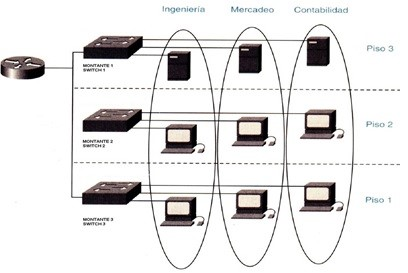 Ingeniería Mercadeo Contabilidad
Piso 3
MONTANTE 1
SWITCH 1
Piso 2
MONTANTE 2
SWITCH 2
Piso 1
MONTANTE 3
SWITCH 3